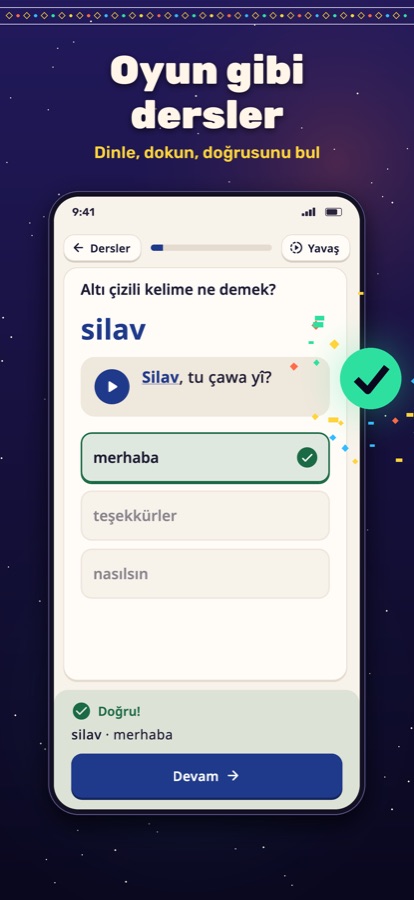 Oyun gibi
dersler
Dinle, dokun, doğrusunu bul
9:41
← Dersler
Yavaş
Altı çizili kelime ne demek?
silav
Silav, tu çawa yî?
merhaba
teşekkürler
nasılsın
Doğru!
silav · merhaba
Devam →